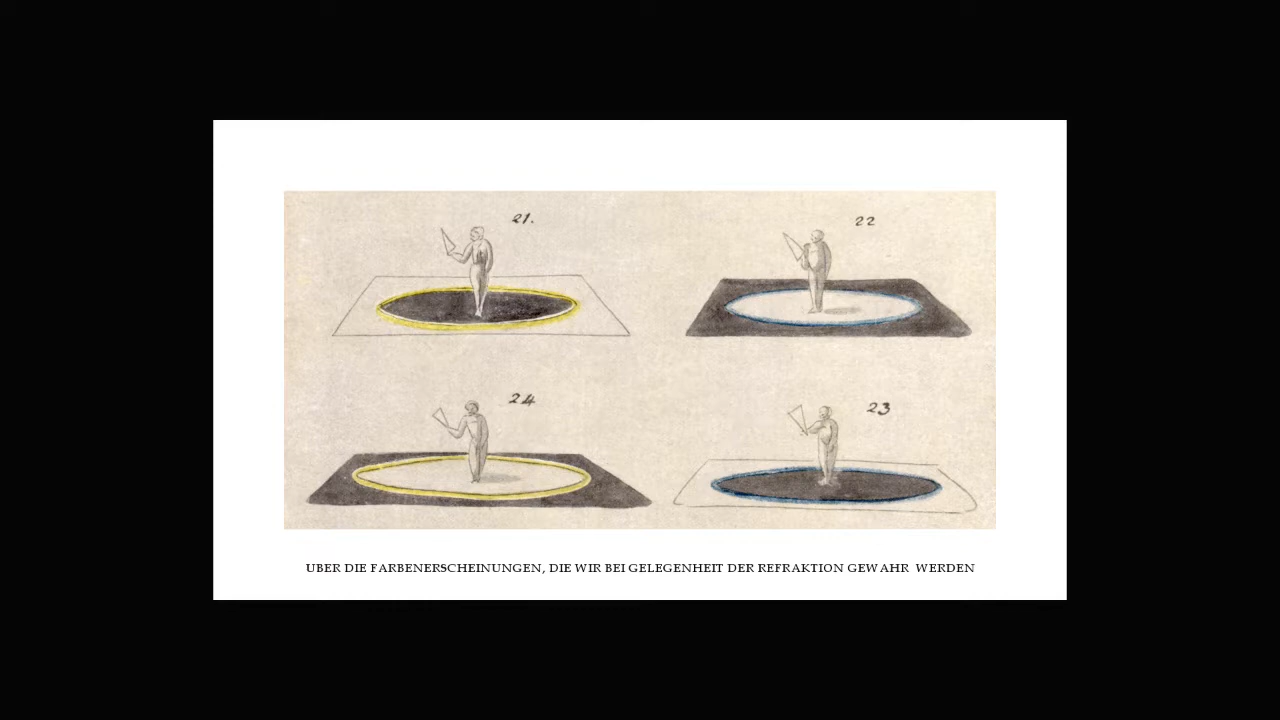 21.
22
24
23
UBER DIE FARBENERSCHEINUNGEN, DIE WIR BEI GELEGENHEIT DER REFRAKTION GEWAHR WERDEN